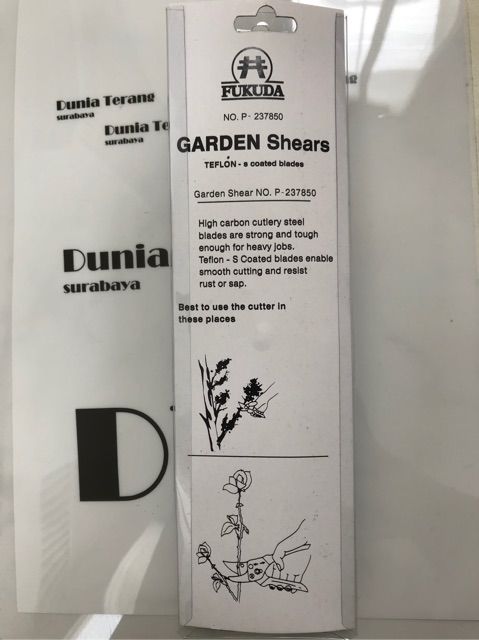 FUKUDA
NO. P- 237850
GARDEN Shears
TEFLÓN - s coated blades
Garden Shear NO. P-237850
High carbon cutlery steel
blades are strong and tough
enough for heavy jobs.
Teflon - S Coated blades enable
smooth cutting and resist
rust or sap.
Best to use the cutter in
these places
Dunia Terang
surabaya
Dunia Te
surabaya
Dunia
surabaya
D